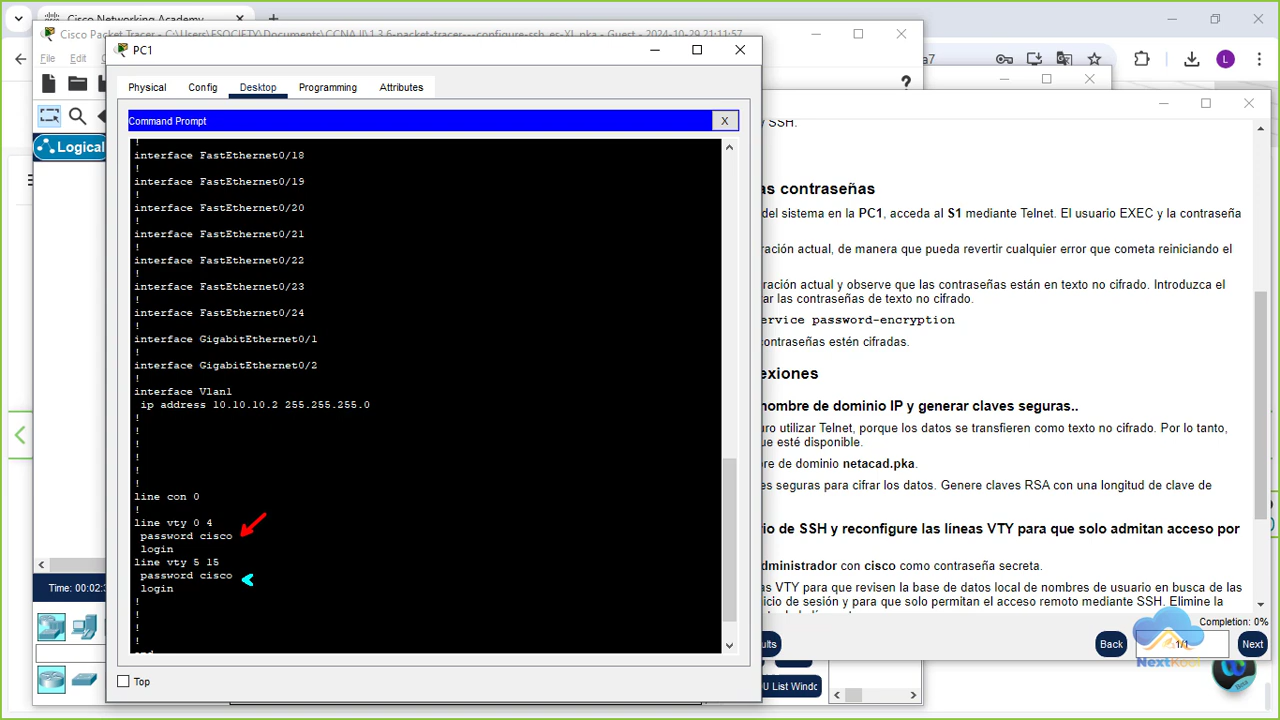 Cisco Networking Academy
Cisco Packet Tracer - C:\Users\FSOCIETY\Documents\CCNA II\1.3.6-packet-tracer---configure-ssh_es-XL.pka - Guest - 2024-10-29 21:11:57
File Edit
Logical
PC1
Physical Config Desktop Programming Attributes
Command Prompt X
!
interface FastEthernet0/18
!
interface FastEthernet0/19
!
interface FastEthernet0/20
!
interface FastEthernet0/21
!
interface FastEthernet0/22
!
interface FastEthernet0/23
!
interface FastEthernet0/24
!
interface GigabitEthernet0/1
!
interface GigabitEthernet0/2
!
interface Vlan1
ip address 10.10.10.2 255.255.255.0
!
!
!
!
!
!
line con 0
!
line vty 0 4
password cisco
login
line vty 5 15
password cisco
login
!
!
!
!
end
Top
Time: 00:02:3
a7
L
y SSH.
as contraseñas
del sistema en la PC1, acceda al S1 mediante Telnet. El usuario EXEC y la contraseña
ración actual, de manera que pueda revertir cualquier error que cometa reiniciando el
ración actual y observe que las contraseñas están en texto no cifrado. Introduzca el
ar las contraseñas de texto no cifrado.
ervice password-encryption
contraseñas estén cifradas.
exiones
nombre de dominio IP y generar claves seguras..
uro utilizar Telnet, porque los datos se transfieren como texto no cifrado. Por lo tanto,
que esté disponible.
re de dominio netacad.pka.
es seguras para cifrar los datos. Genere claves RSA con una longitud de clave de
rio de SSH y reconfigure las líneas VTY para que solo admitan acceso por
administrador con cisco como contraseña secreta.
as VTY para que revisen la base de datos local de nombres de usuario en busca de las
icio de sesión y para que solo permitan el acceso remoto mediante SSH. Elimine la
Completion: 0%
ults Back 1/1 Next
NextKool
U List Windo